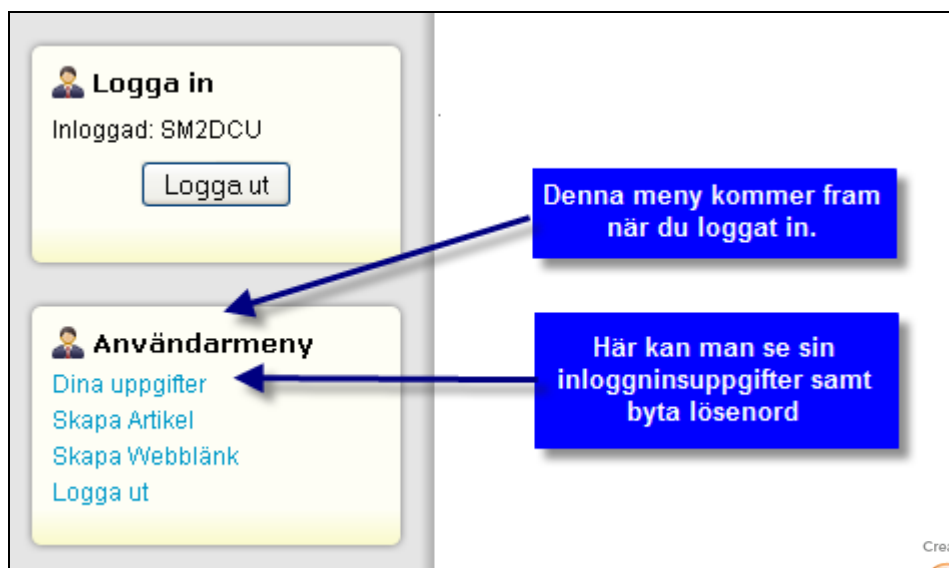 Logga in
Inloggad: SM2DCU
Logga ut
Denna meny kommer fram
när du loggat in.
Användarmeny
Dina uppgifter
Skapa Artikel
Skapa Webblänk
Logga ut
Här kan man se sin
inloggninsuppgifter samt
byta lösenord
Crea